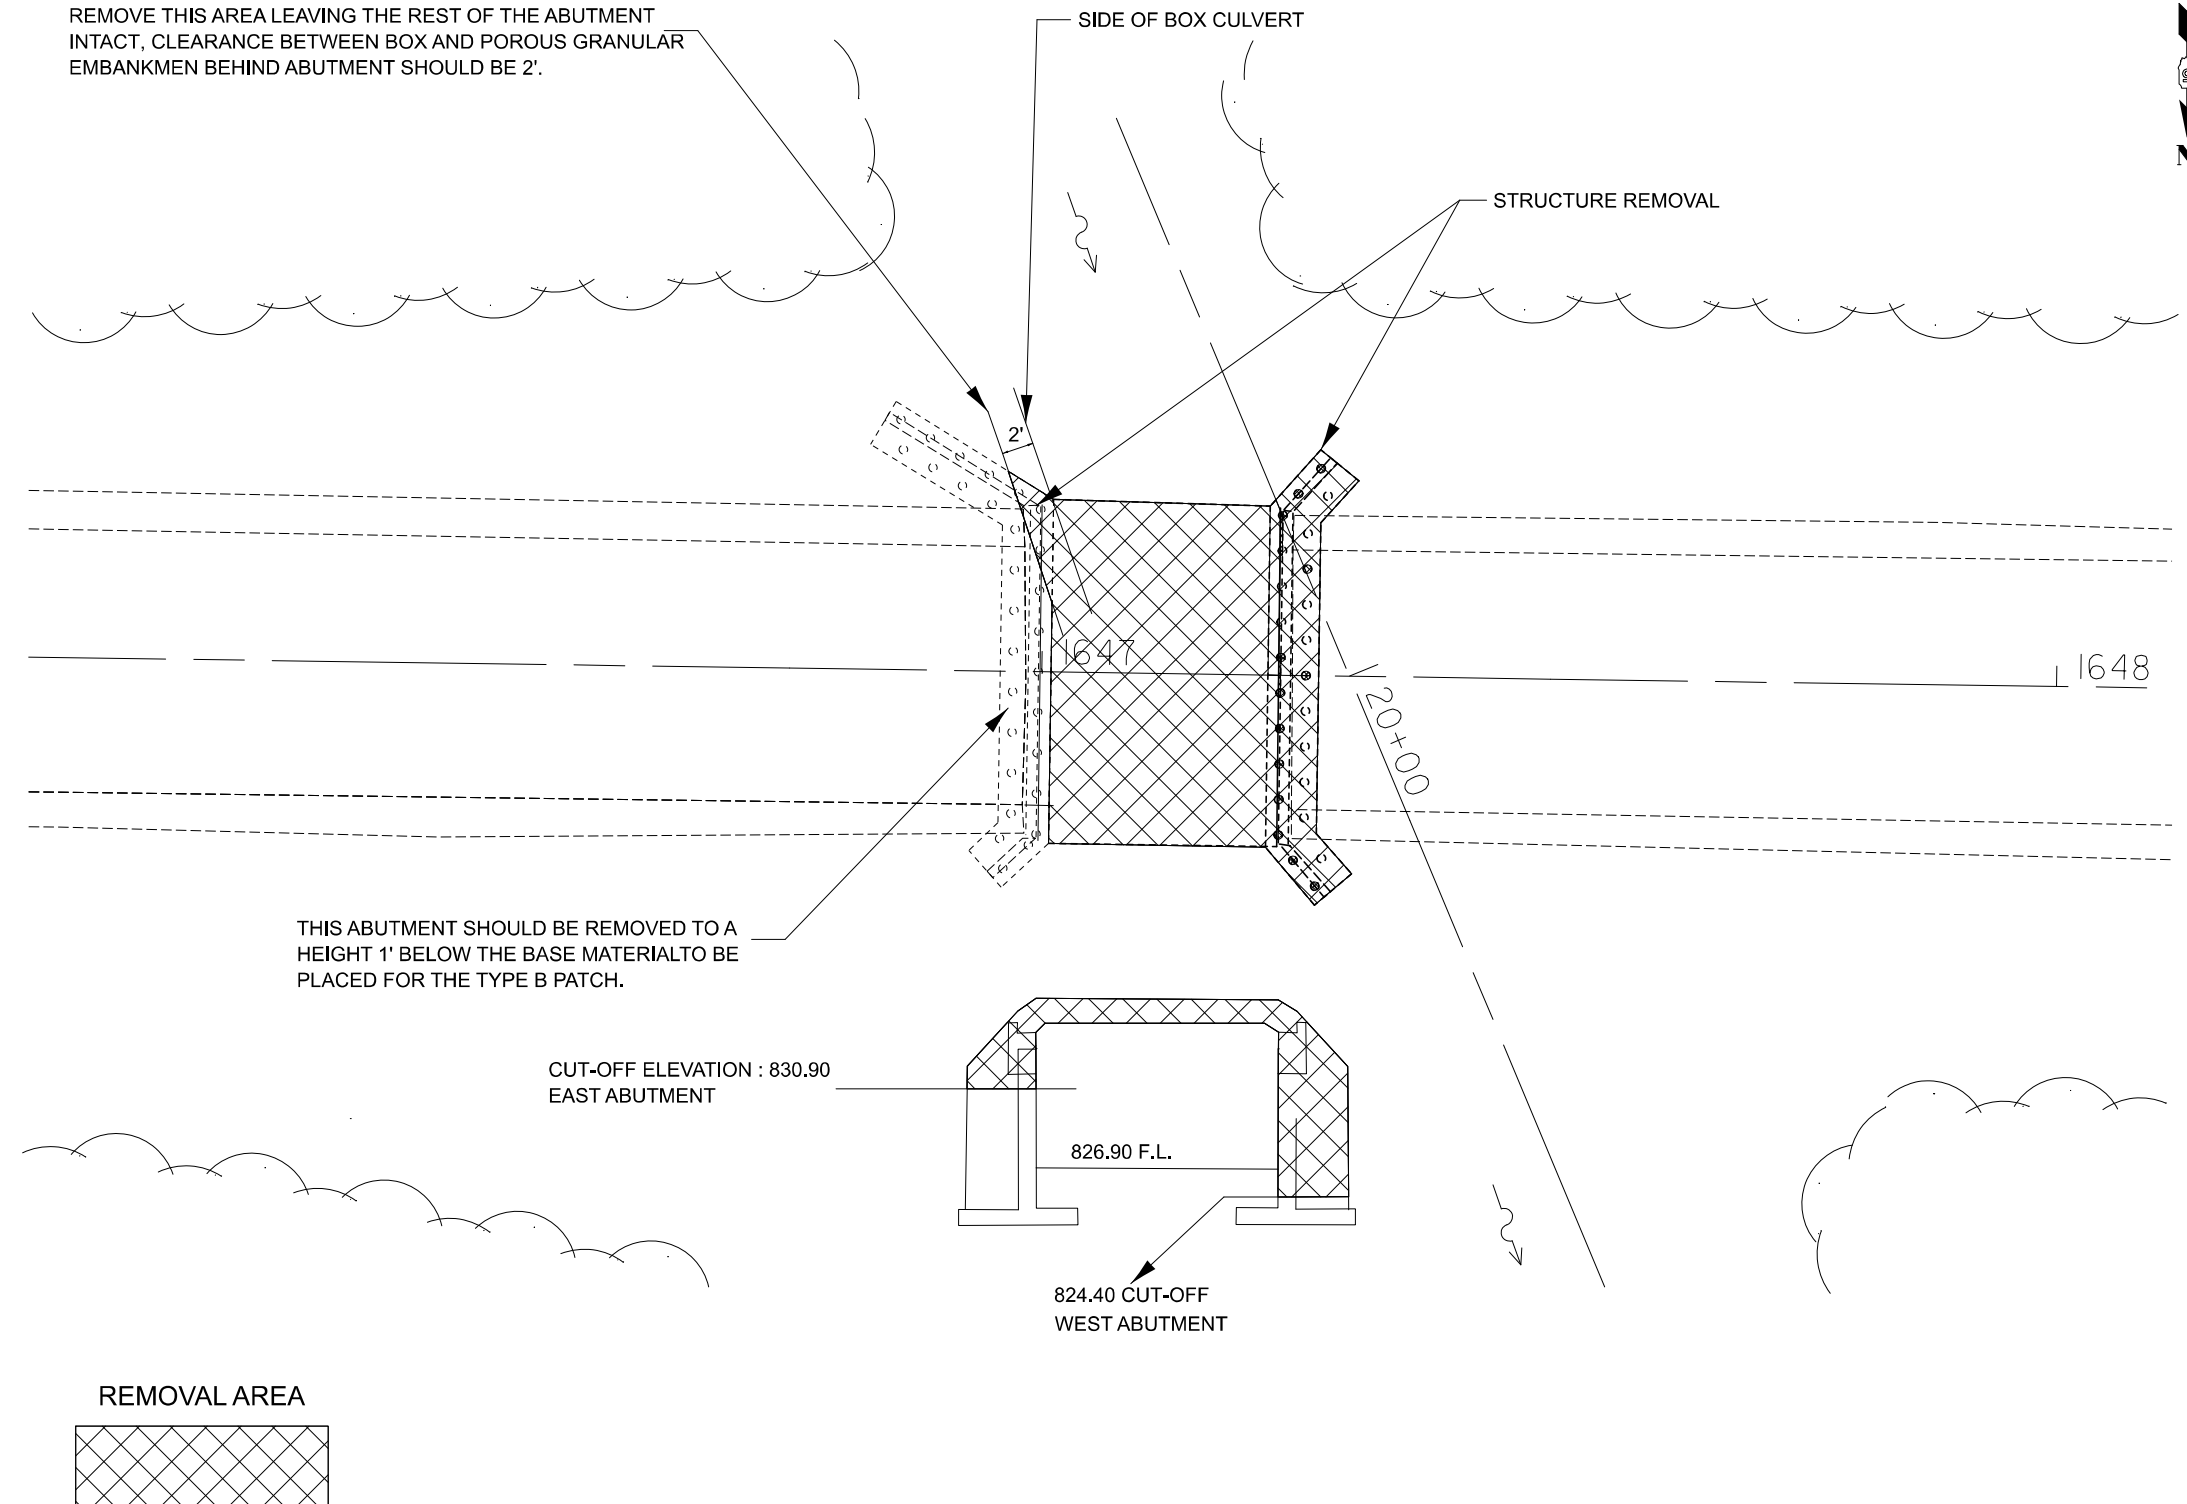 REMOVE THIS AREA LEAVING THE REST OF THE ABUTMENT
INTACT, CLEARANCE BETWEEN BOX AND POROUS GRANULAR
EMBANKMEN BEHIND ABUTMENT SHOULD BE 2'.
SIDE OF BOX CULVERT
N
STRUCTURE REMOVAL
2'
1647
1648
20+00
THIS ABUTMENT SHOULD BE REMOVED TO A
HEIGHT 1' BELOW THE BASE MATERIALTO BE
PLACED FOR THE TYPE B PATCH.
CUT-OFF ELEVATION : 830.90
EAST ABUTMENT
826.90 F.L.
824.40 CUT-OFF
WEST ABUTMENT
REMOVAL AREA